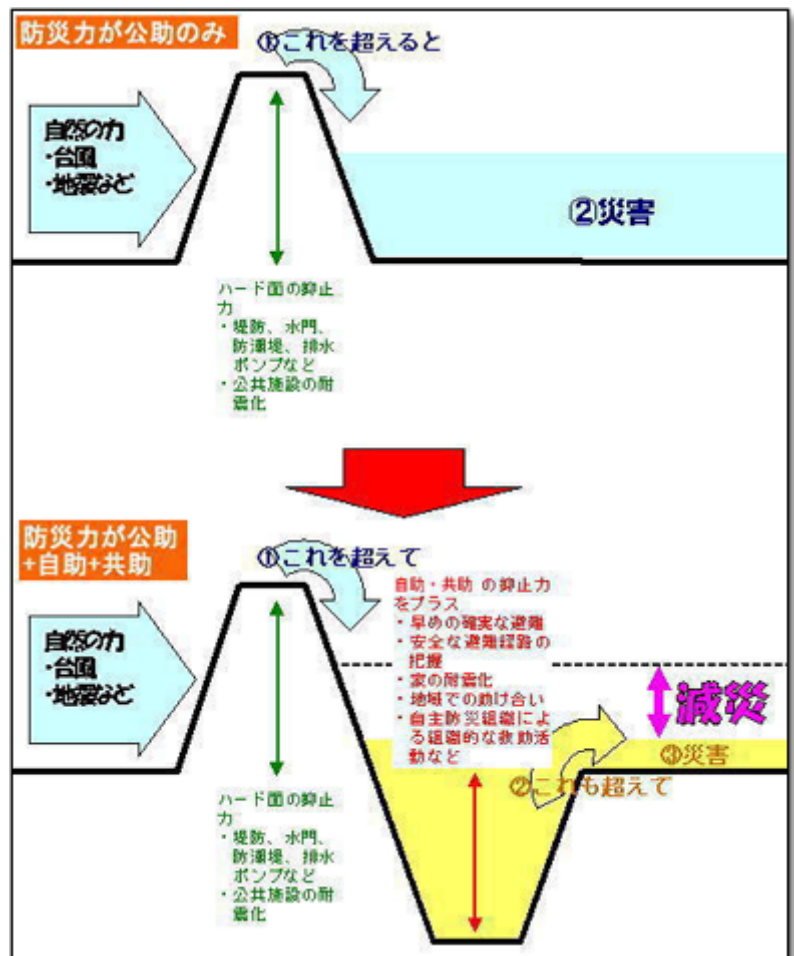 防災力が公助のみ
①これを超えると
自然の力
・台風
・地震など
②災害
ハード面の抑止
力
・堤防、水門、
防潮堤、排水
ポンプなど
・公共施設の耐
震化
防災力が公助
+自助+共助
①これを超えて
自然の力
・台風
・地震など
自助・共助 の抑止力
をプラス
・早めの確実な避難
・安全な避難経路の
把握
・家の耐震化
・地域での助け合い
・自主防災組織によ
る組織的な救助活
動など
減災
③災害
②これも超えて
ハード面の抑止
力
・堤防、水門、
防潮堤、排水
ポンプなど
・公共施設の耐
震化